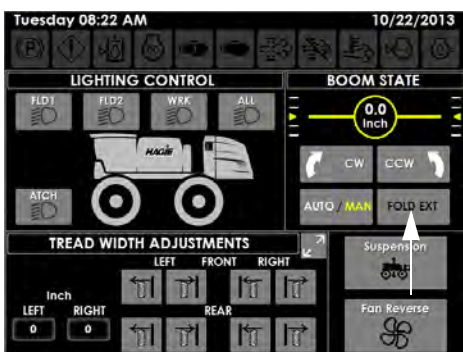 Tuesday 08:22 AM 10/22/2013
(P)
LIGHTING CONTROL
FLD1 FLD2 WRK ALL
HAGIE
ATCH
BOOM STATE
0.0
Inch
CW CCW
AUTO / MAN FOLD EXT
TREAD WIDTH ADJUSTMENTS
LEFT FRONT RIGHT
Inch
LEFT RIGHT REAR
0 0
Suspension
Fan Reverse